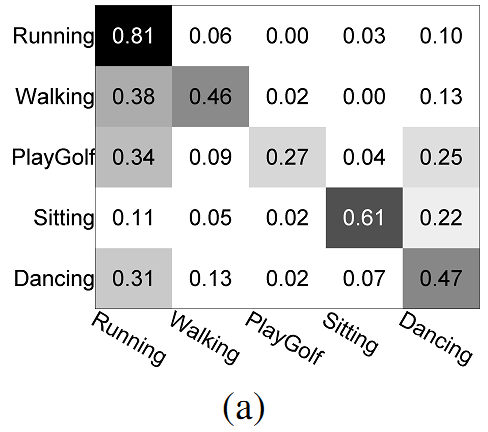 Running 0.81 0.06 0.00 0.03 0.10
Walking 0.38 0.46 0.02 0.00 0.13
PlayGolf 0.34 0.09 0.27 0.04 0.25
Sitting 0.11 0.05 0.02 0.61 0.22
Dancing 0.31 0.13 0.02 0.07 0.47
Running Walking PlayGolf Sitting Dancing
(a)